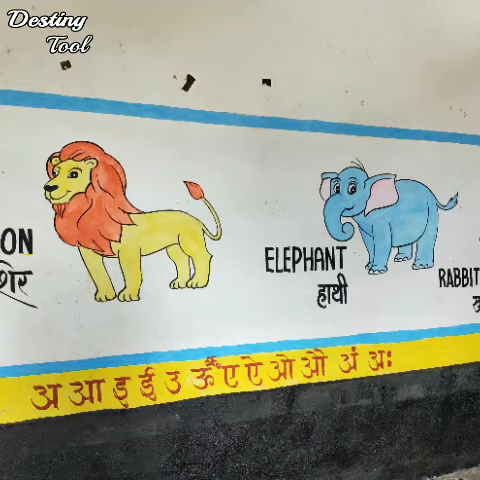 Destiny
Tool
ON
शेर
ELEPHANT
हाथी
RABBIT
अ आ इ ई उ ऊ ए ऐ ओ औ अं अः